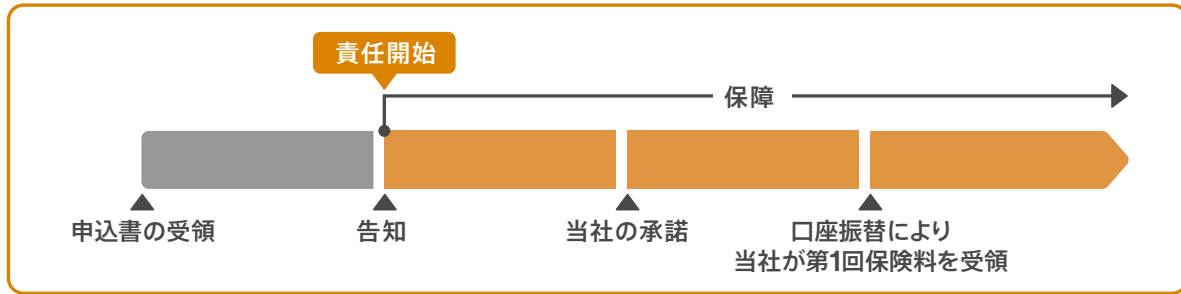 責任開始
保障
申込書の受領
告知
当社の承諾
口座振替により
当社が第1回保険料を受領